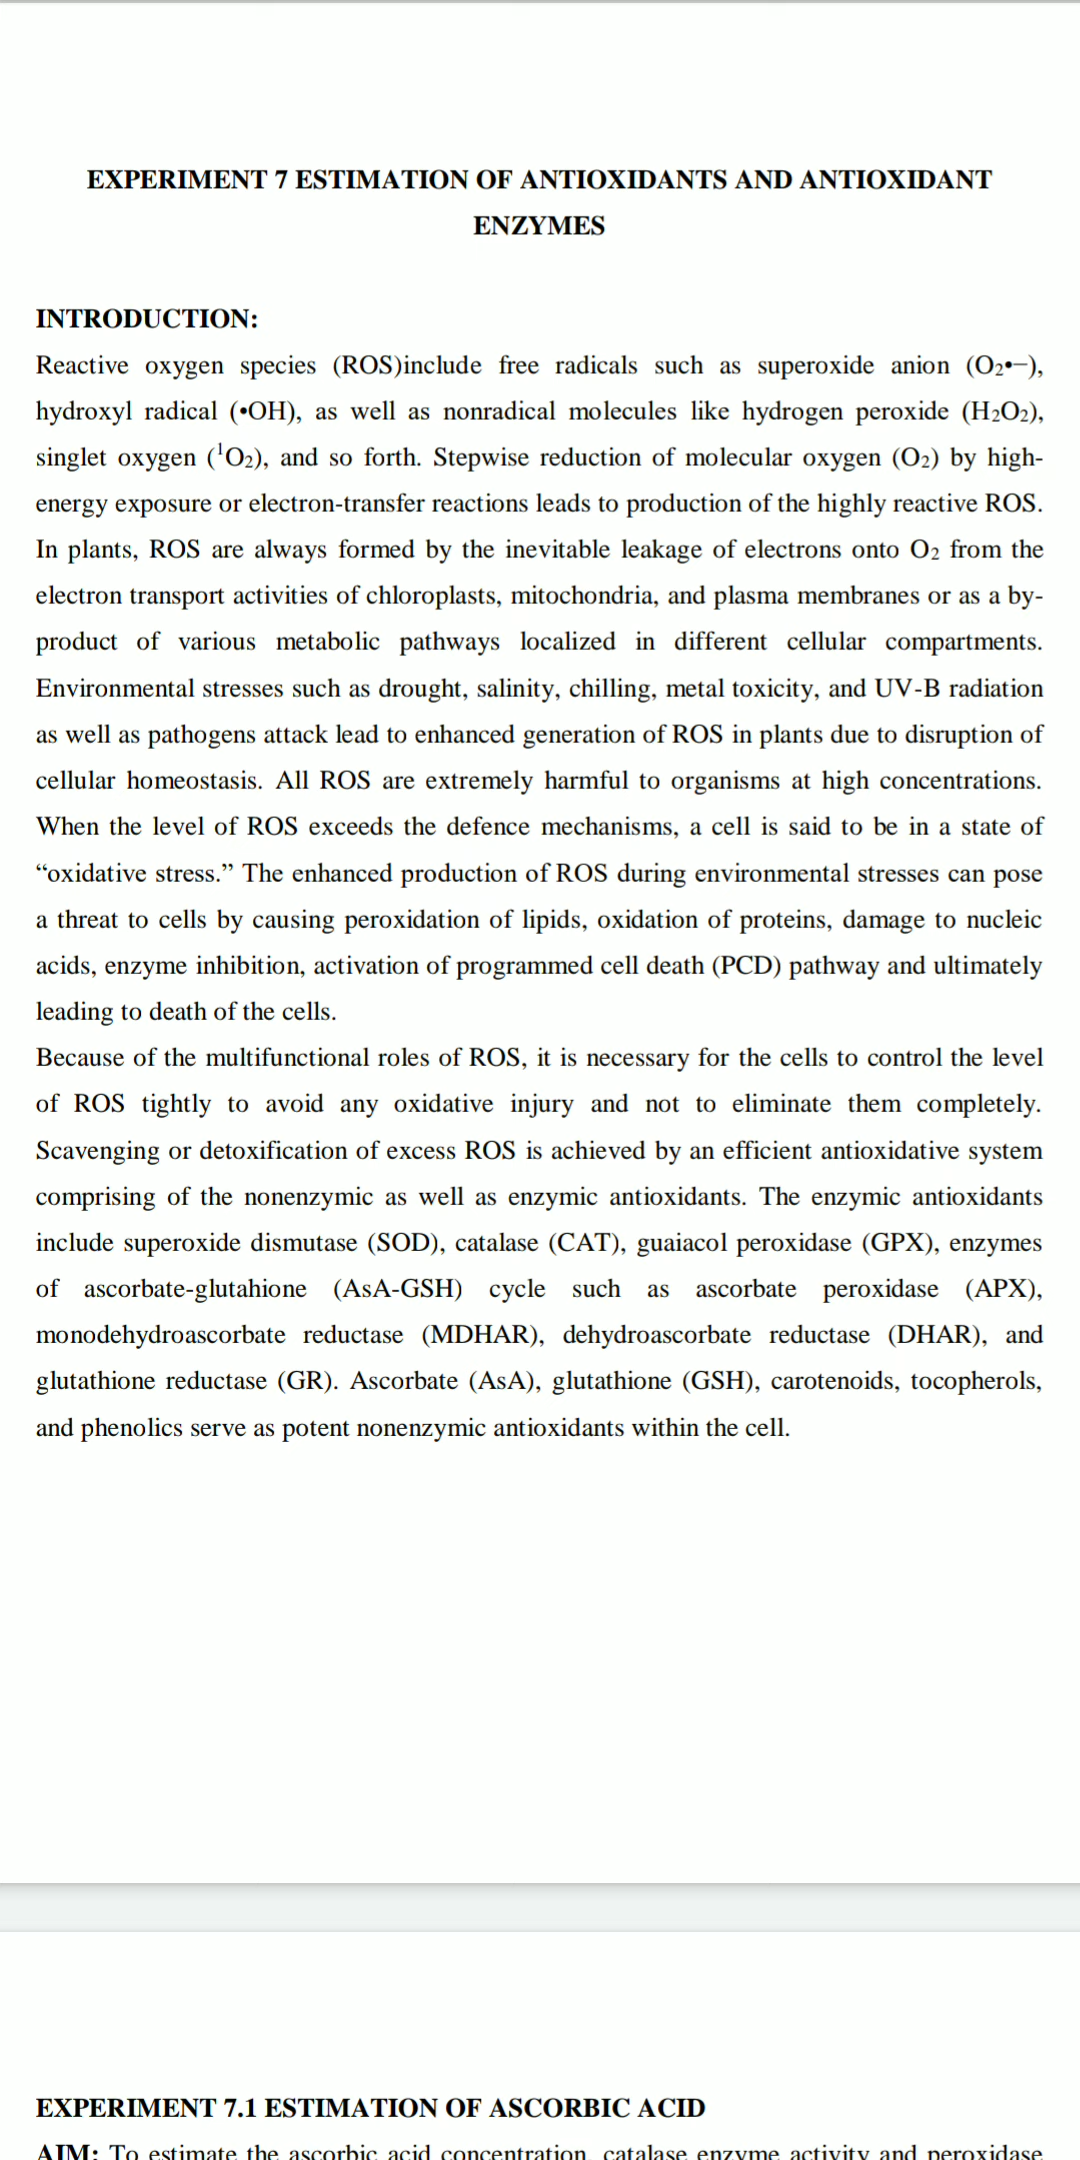 EXPERIMENT 7 ESTIMATION OF ANTIOXIDANTS AND ANTIOXIDANT
ENZYMES
INTRODUCTION:
Reactive oxygen species (ROS)include free radicals such as superoxide anion (O₂•−),
hydroxyl radical (•OH), as well as nonradical molecules like hydrogen peroxide (H₂O₂),
singlet oxygen (¹O₂), and so forth. Stepwise reduction of molecular oxygen (O₂) by high-
energy exposure or electron-transfer reactions leads to production of the highly reactive ROS.
In plants, ROS are always formed by the inevitable leakage of electrons onto O₂ from the
electron transport activities of chloroplasts, mitochondria, and plasma membranes or as a by-
product of various metabolic pathways localized in different cellular compartments.
Environmental stresses such as drought, salinity, chilling, metal toxicity, and UV-B radiation
as well as pathogens attack lead to enhanced generation of ROS in plants due to disruption of
cellular homeostasis. All ROS are extremely harmful to organisms at high concentrations.
When the level of ROS exceeds the defence mechanisms, a cell is said to be in a state of
“oxidative stress.” The enhanced production of ROS during environmental stresses can pose
a threat to cells by causing peroxidation of lipids, oxidation of proteins, damage to nucleic
acids, enzyme inhibition, activation of programmed cell death (PCD) pathway and ultimately
leading to death of the cells.
Because of the multifunctional roles of ROS, it is necessary for the cells to control the level
of ROS tightly to avoid any oxidative injury and not to eliminate them completely.
Scavenging or detoxification of excess ROS is achieved by an efficient antioxidative system
comprising of the nonenzymic as well as enzymic antioxidants. The enzymic antioxidants
include superoxide dismutase (SOD), catalase (CAT), guaiacol peroxidase (GPX), enzymes
of ascorbate-glutahione (AsA-GSH) cycle such as ascorbate peroxidase (APX),
monodehydroascorbate reductase (MDHAR), dehydroascorbate reductase (DHAR), and
glutathione reductase (GR). Ascorbate (AsA), glutathione (GSH), carotenoids, tocopherols,
and phenolics serve as potent nonenzymic antioxidants within the cell.
EXPERIMENT 7.1 ESTIMATION OF ASCORBIC ACID
AIM: To estimate the ascorbic acid concentration, catalase enzyme activity and peroxidase